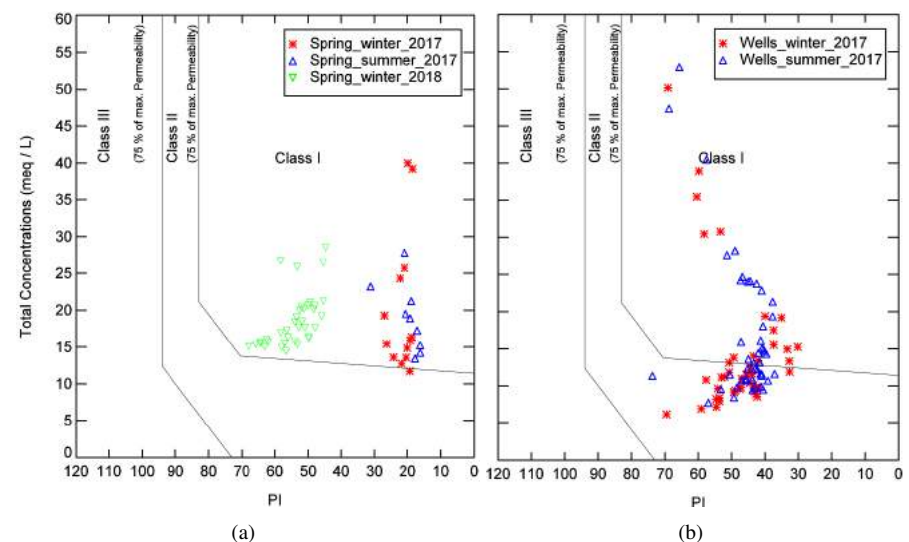 60
55
50
45
40
35
30
25
20
15
10
5
0
Total Concentrations (meq / L)
Class III
(75 % of max. Permeability)
Class II
(75 % of max. Permeability)
Class I
Spring_winter_2017
Spring_summer_2017
Spring_winter_2018
120 110 100 90 80 70 60 50 40 30 20 10 0
PI
(a)
Class III
(75 % of max. Permeability)
Class II
(75 % of max. Permeability)
Class I
Wells_winter_2017
Wells_summer_2017
120 110 100 90 80 70 60 50 40 30 20 10 0
PI
(b)